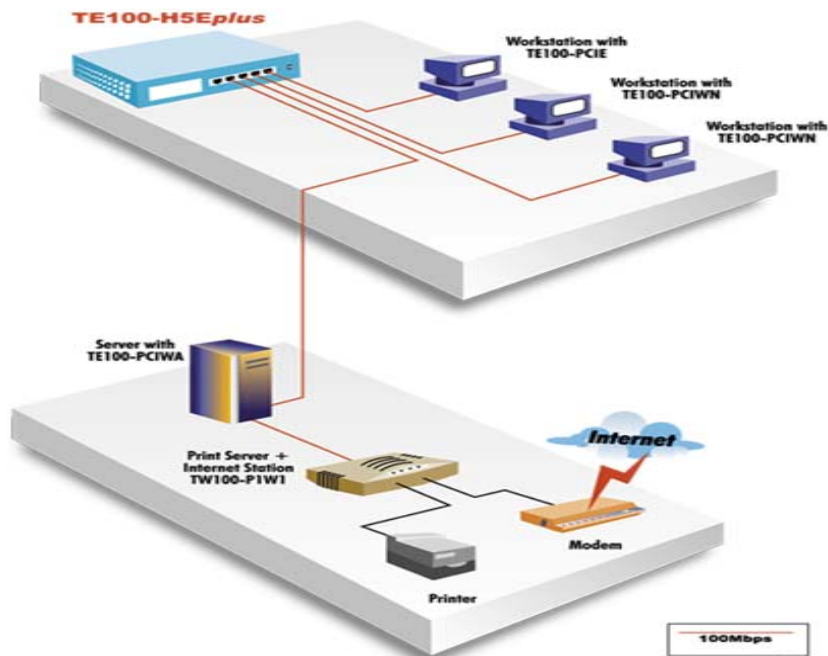 TE100-H5Eplus
Workstation with
TE100-PCIE
Workstation with
TE100-PCIWN
Workstation with
TE100-PCIWN
Server with
TE100-PCIWA
Print Server +
Internet Station
TW100-P1W1
Internet
Modem
Printer
100Mbps